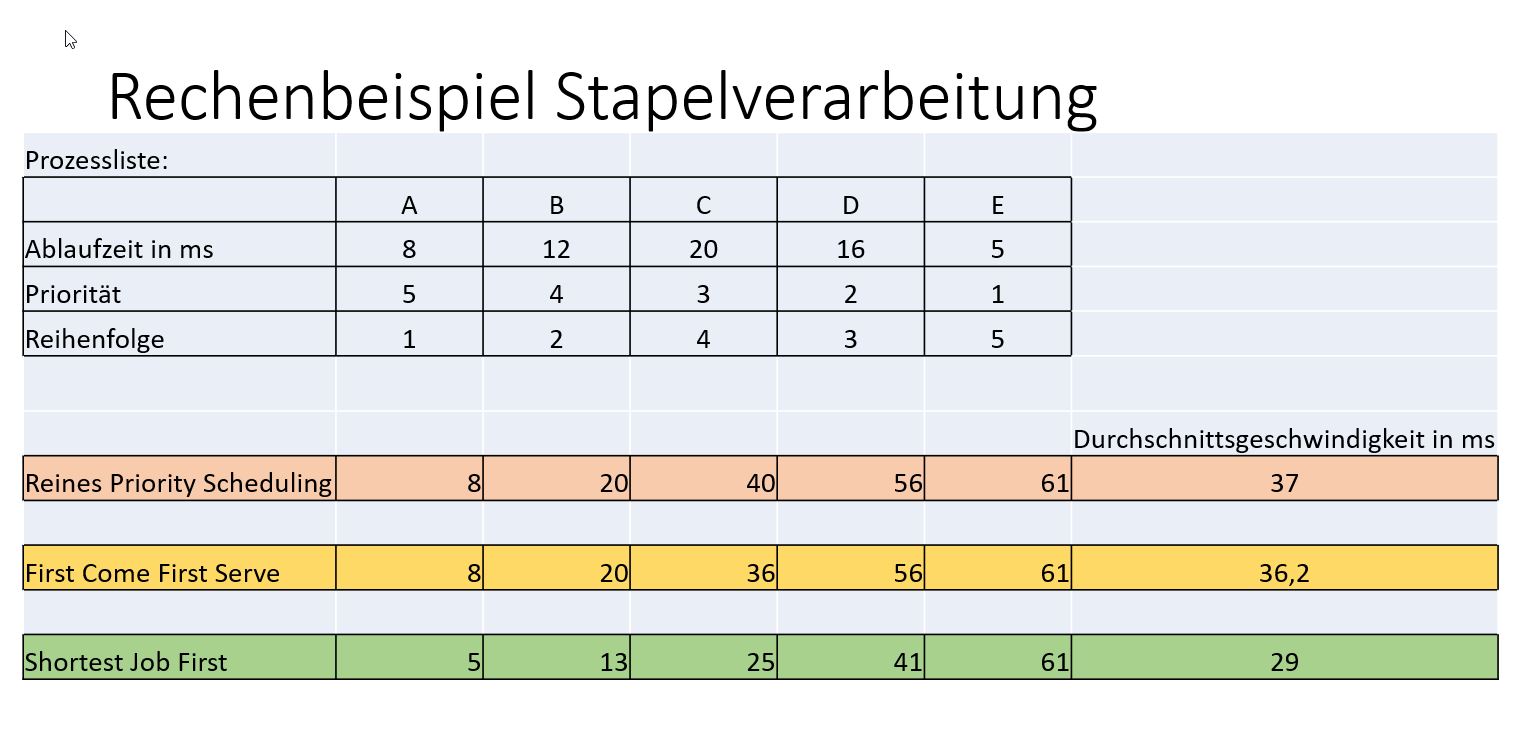 Rechenbeispiel Stapelverarbeitung
Prozessliste:
A B C D E
Ablaufzeit in ms 8 12 20 16 5
Priorität 5 4 3 2 1
Reihenfolge 1 2 4 3 5
Durchschnittsgeschwindigkeit in ms
Reines Priority Scheduling 8 20 40 56 61 37
First Come First Serve 8 20 36 56 61 36,2
Shortest Job First 5 13 25 41 61 29